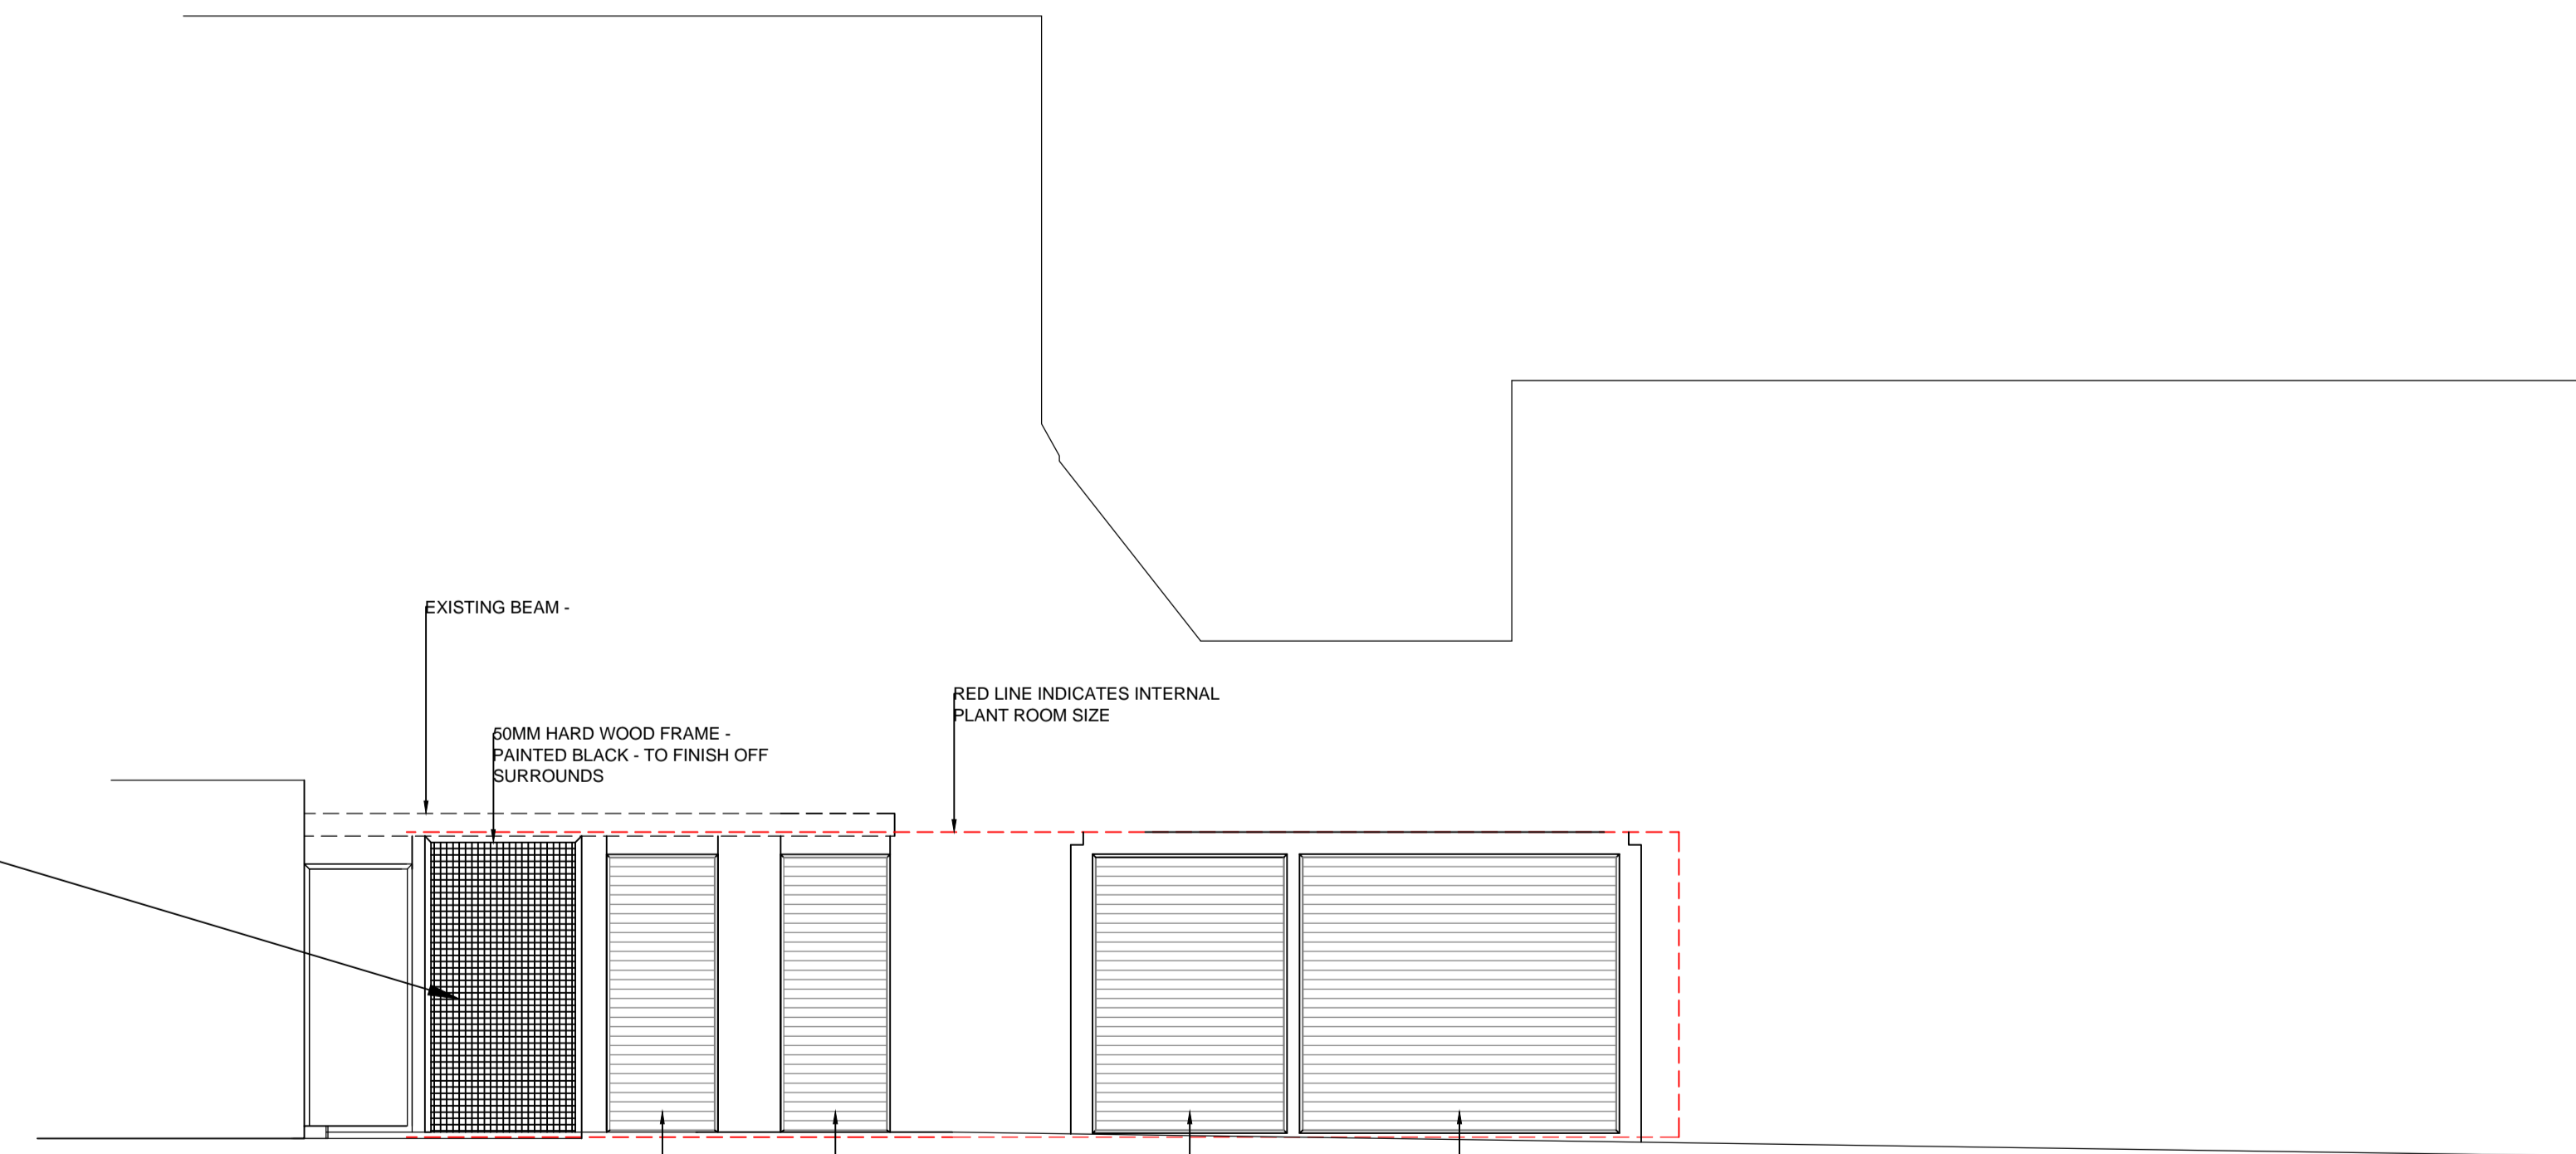 EXISTING BEAM -
RED LINE INDICATES INTERNAL
PLANT ROOM SIZE
50MM HARD WOOD FRAME -
PAINTED BLACK - TO FINISH OFF
SURROUNDS